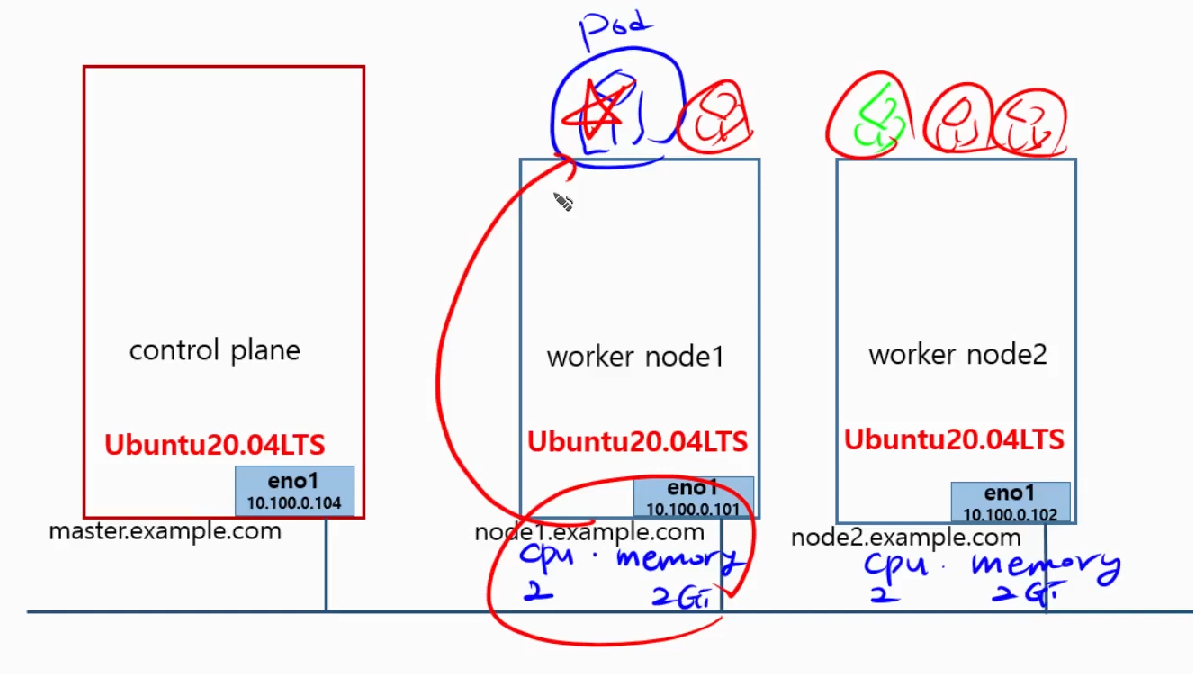 Pod
control plane
Ubuntu20.04LTS
eno1
10.100.0.104
master.example.com
worker node1
Ubuntu20.04LTS
eno1
10.100.0.101
node1.example.com
cpu · memory
2 2Gi
worker node2
Ubuntu20.04LTS
eno1
10.100.0.102
node2.example.com
cpu · memory
2 2Gi